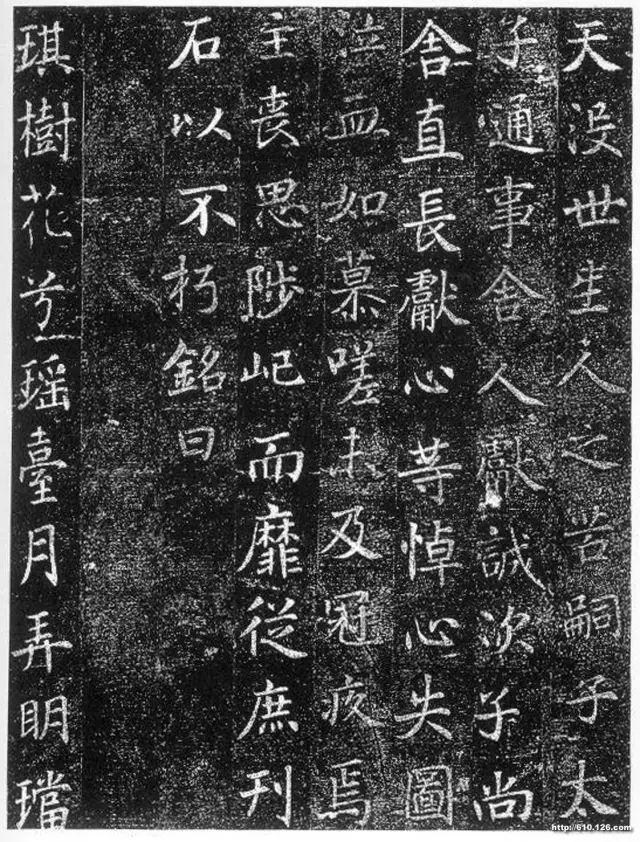 天没世生人之苦嗣子太
子通事舍人獻誠次子尚
舍直長獻心等悼心失圖
泣血如慕嗟未及冠疚焉
主喪思陟屺而靡從庶刊
石以不朽銘曰
琪樹花兮瑶臺月弄明璫
http://610.126.com